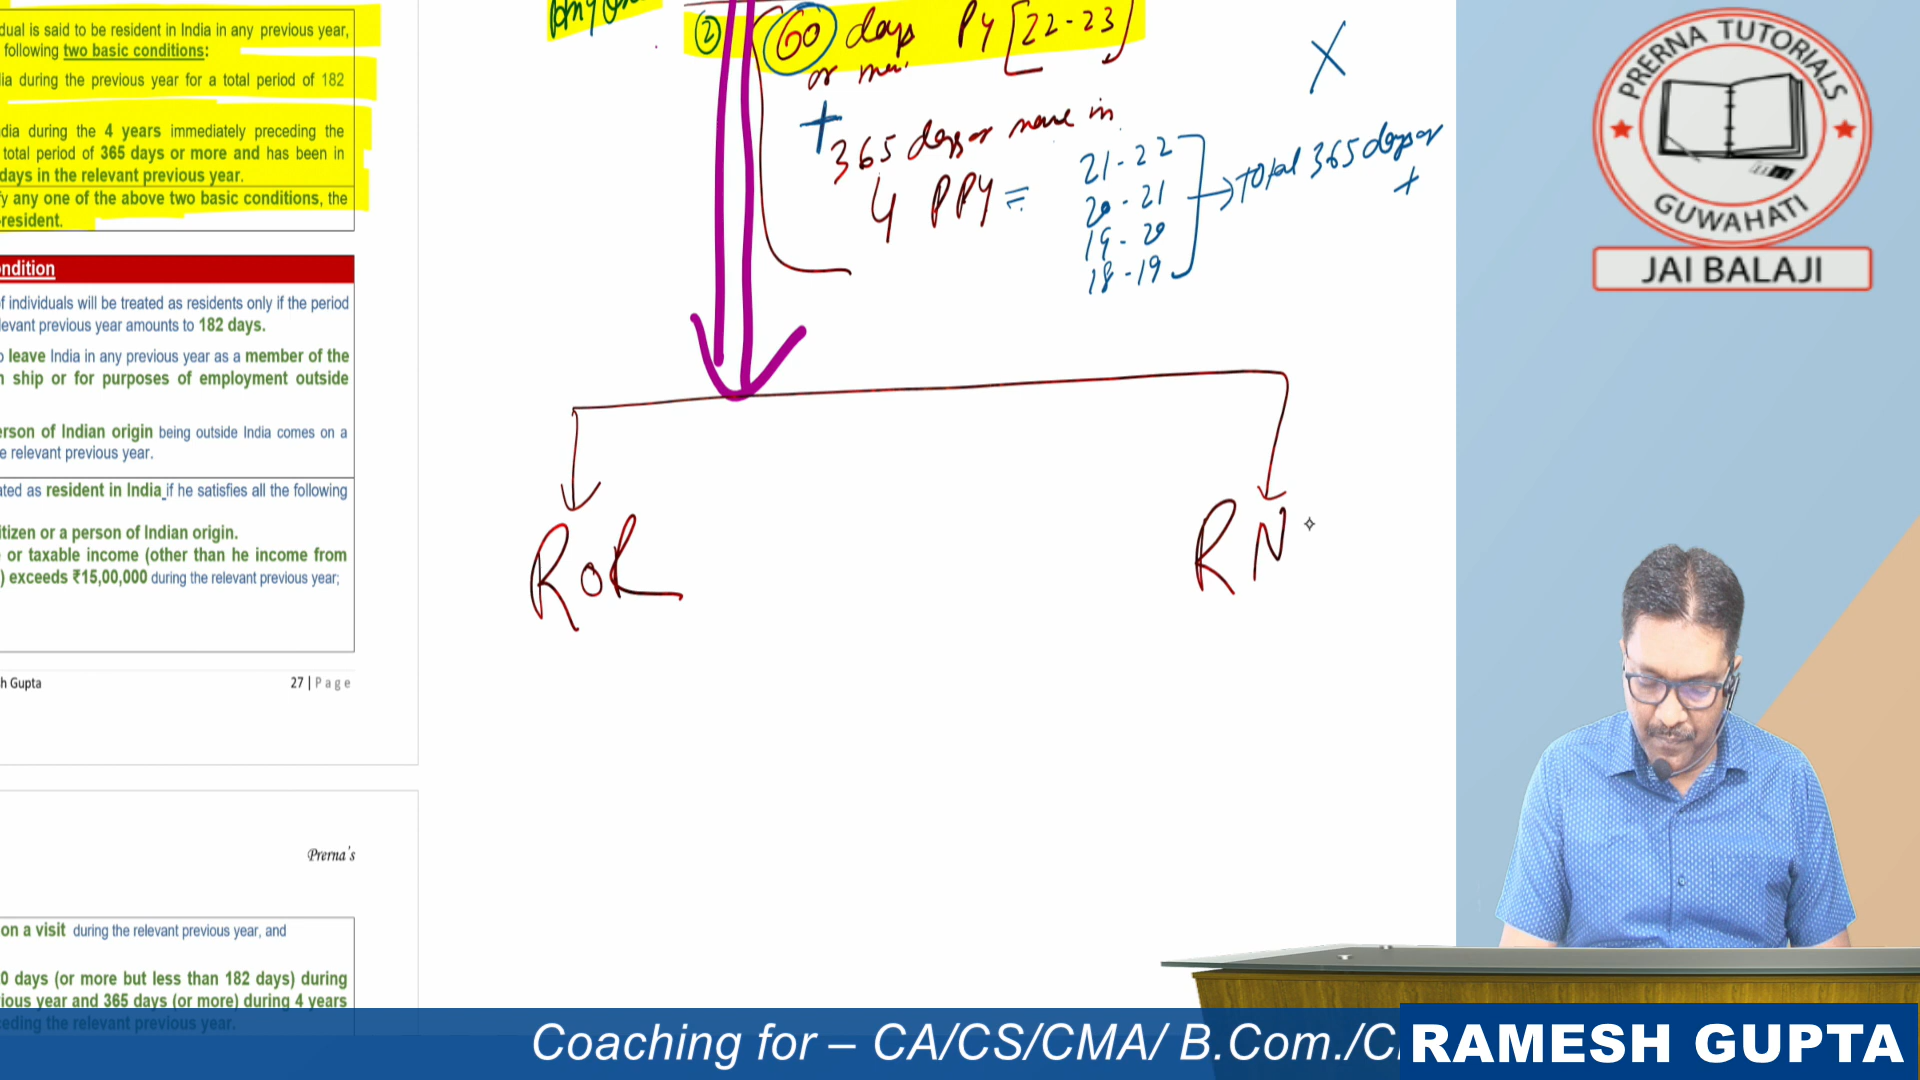 dual is said to be resident in India in any previous year,
following two basic conditions:
ia during the previous year for a total period of 182
dia during the 4 years immediately preceding the
total period of 365 days or more and has been in
days in the relevant previous year.
fy any one of the above two basic conditions, the
resident.
ndition
f individuals will be treated as residents only if the period
levant previous year amounts to 182 days.
o leave India in any previous year as a member of the
n ship or for purposes of employment outside
erson of Indian origin being outside India comes on a
e relevant previous year.
ated as resident in India if he satisfies all the following
itizen or a person of Indian origin.
or taxable income (other than he income from
) exceeds ₹15,00,000 during the relevant previous year;
h Gupta
27 | Page
Prerna's
on a visit during the relevant previous year, and
0 days (or more but less than 182 days) during
ious year and 365 days (or more) during 4 years
ceding the relevant previous year.
Any one
② 60 days PY [22-23]
or
+
365 days or more in
4 PPY =
21-22
20-21
19-20
18-19
Total 365 days or
+
X
ROR
RN
PRERNA TUTORIALS
GUWAHATI
JAI BALAJI
Coaching for – CA/CS/CMA/ B.Com./C
RAMESH GUPTA